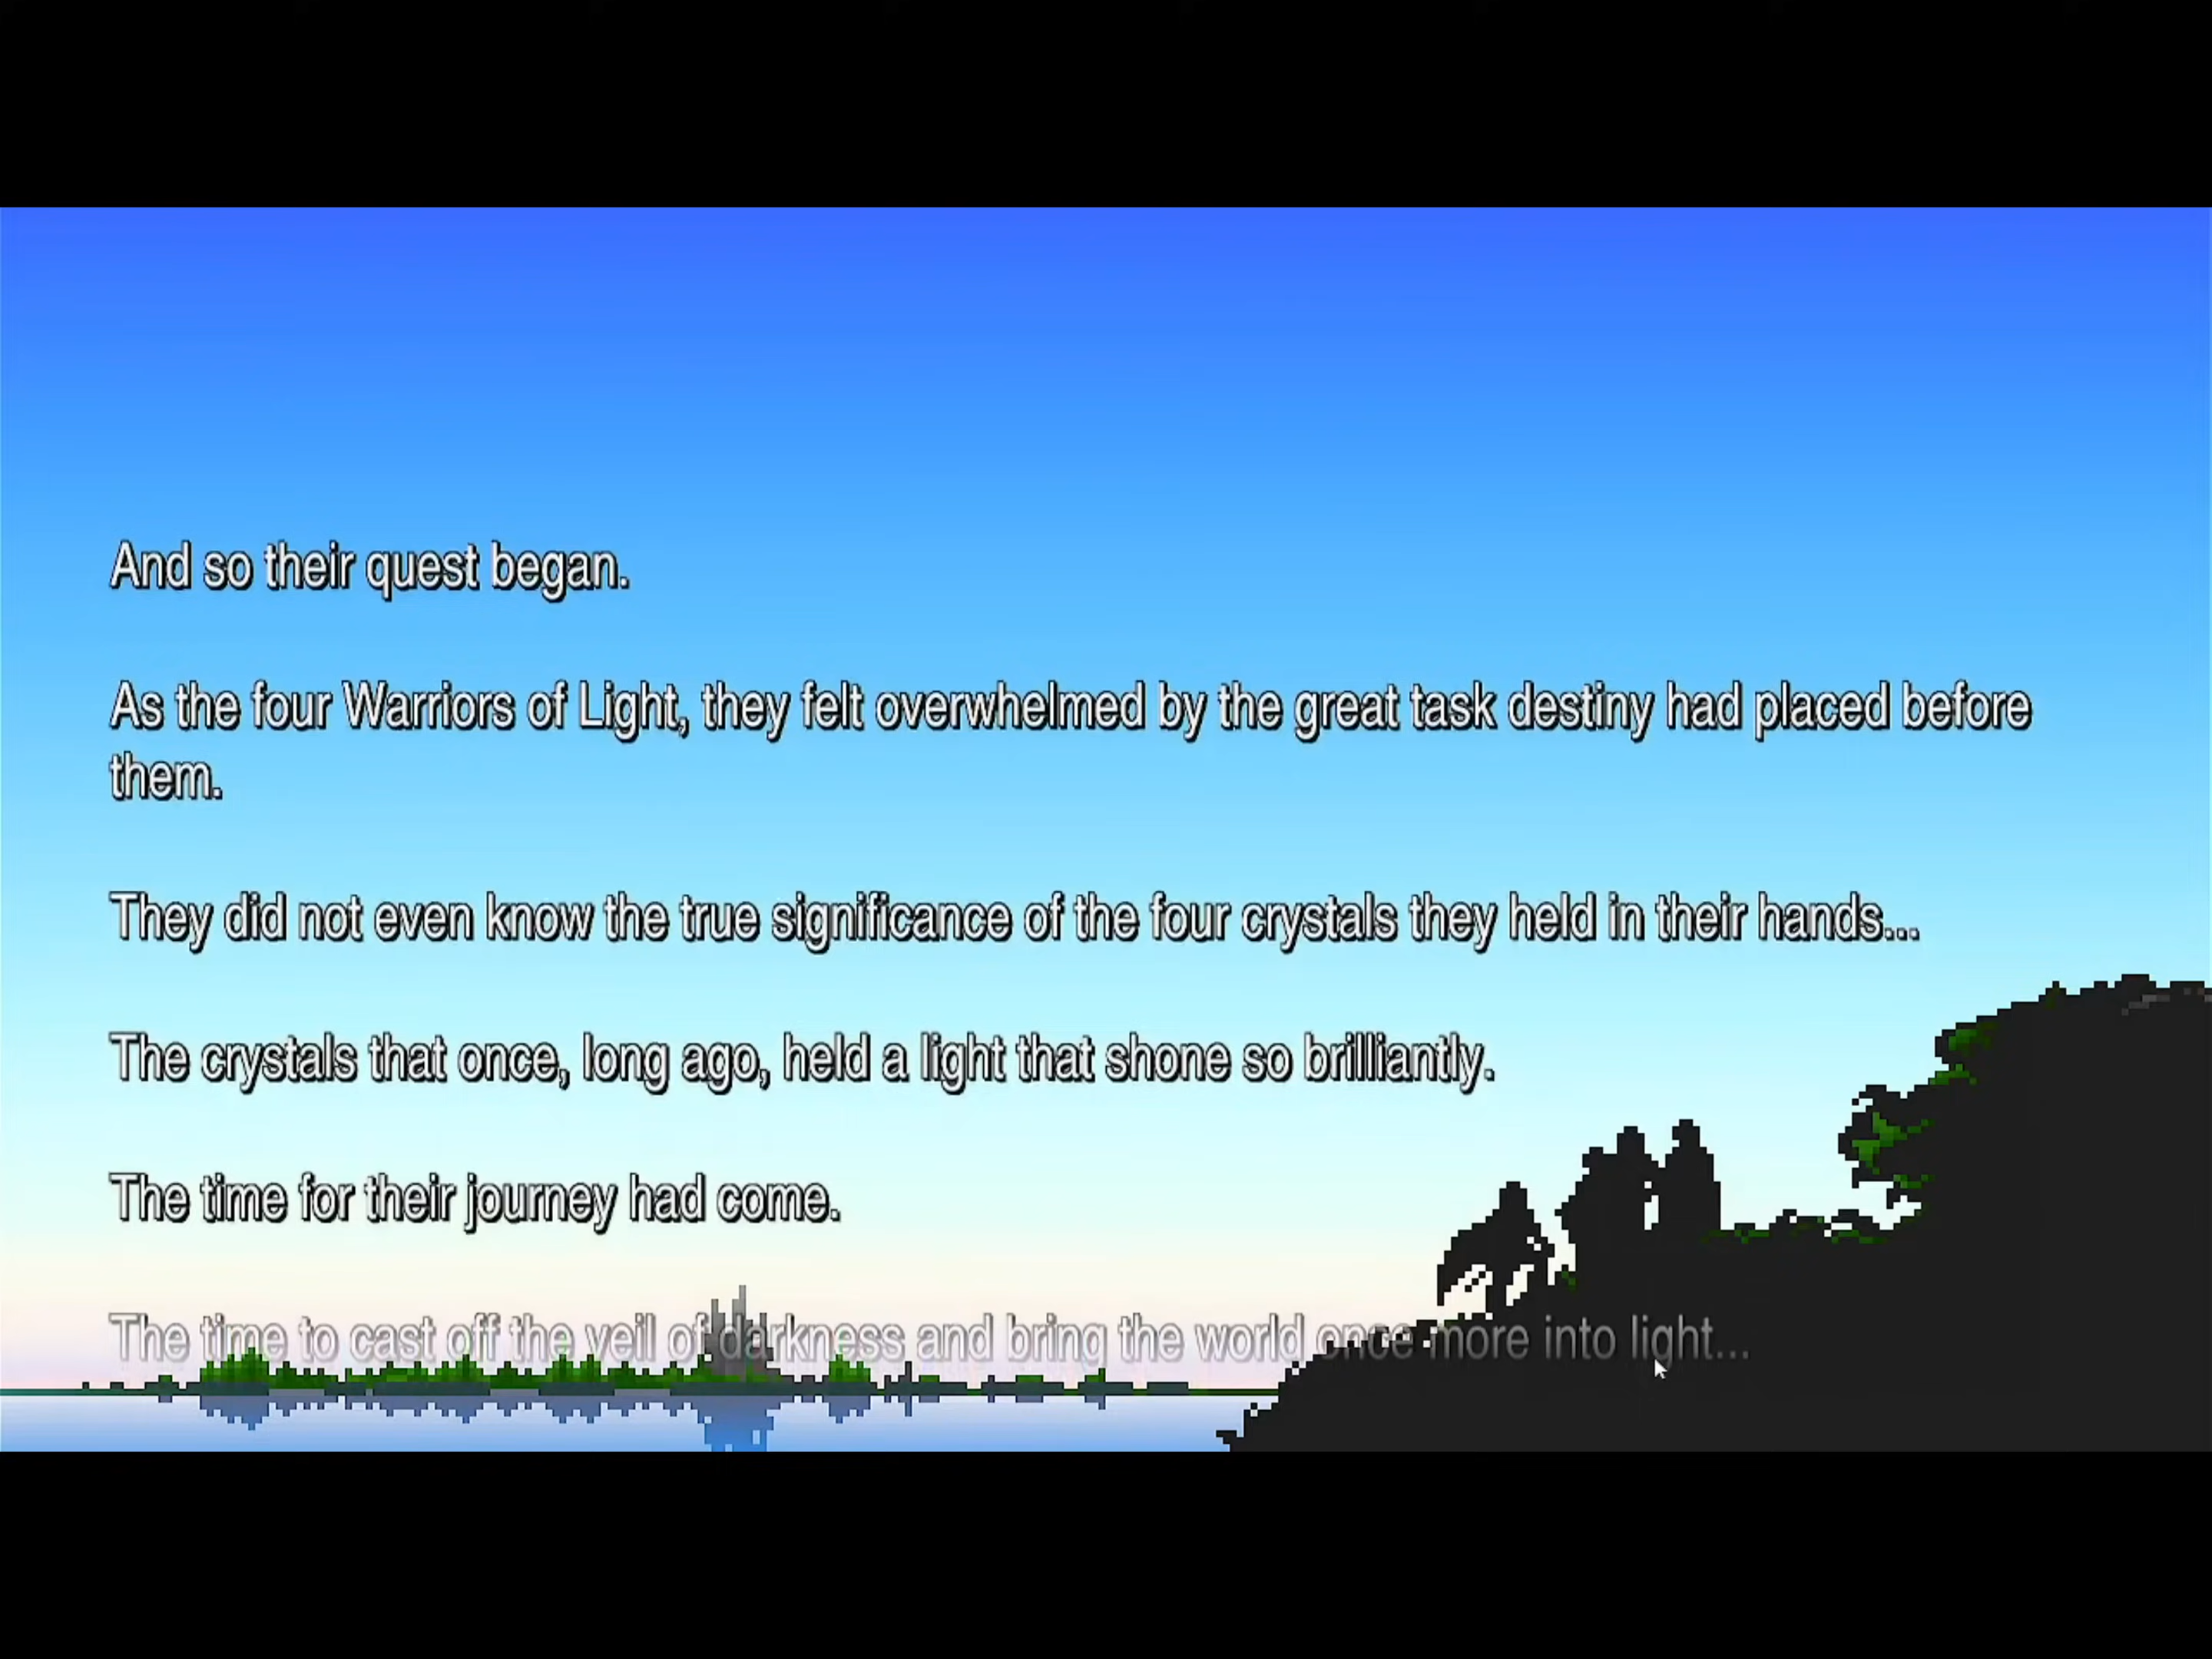 And so their quest began.
As the four Warriors of Light, they felt overwhelmed by the great task destiny had placed before
them.
They did not even know the true significance of the four crystals they held in their hands...
The crystals that once, long ago, held a light that shone so brilliantly.
The time for their journey had come.
The time to cast off the veil of darkness and bring the world once more into light...